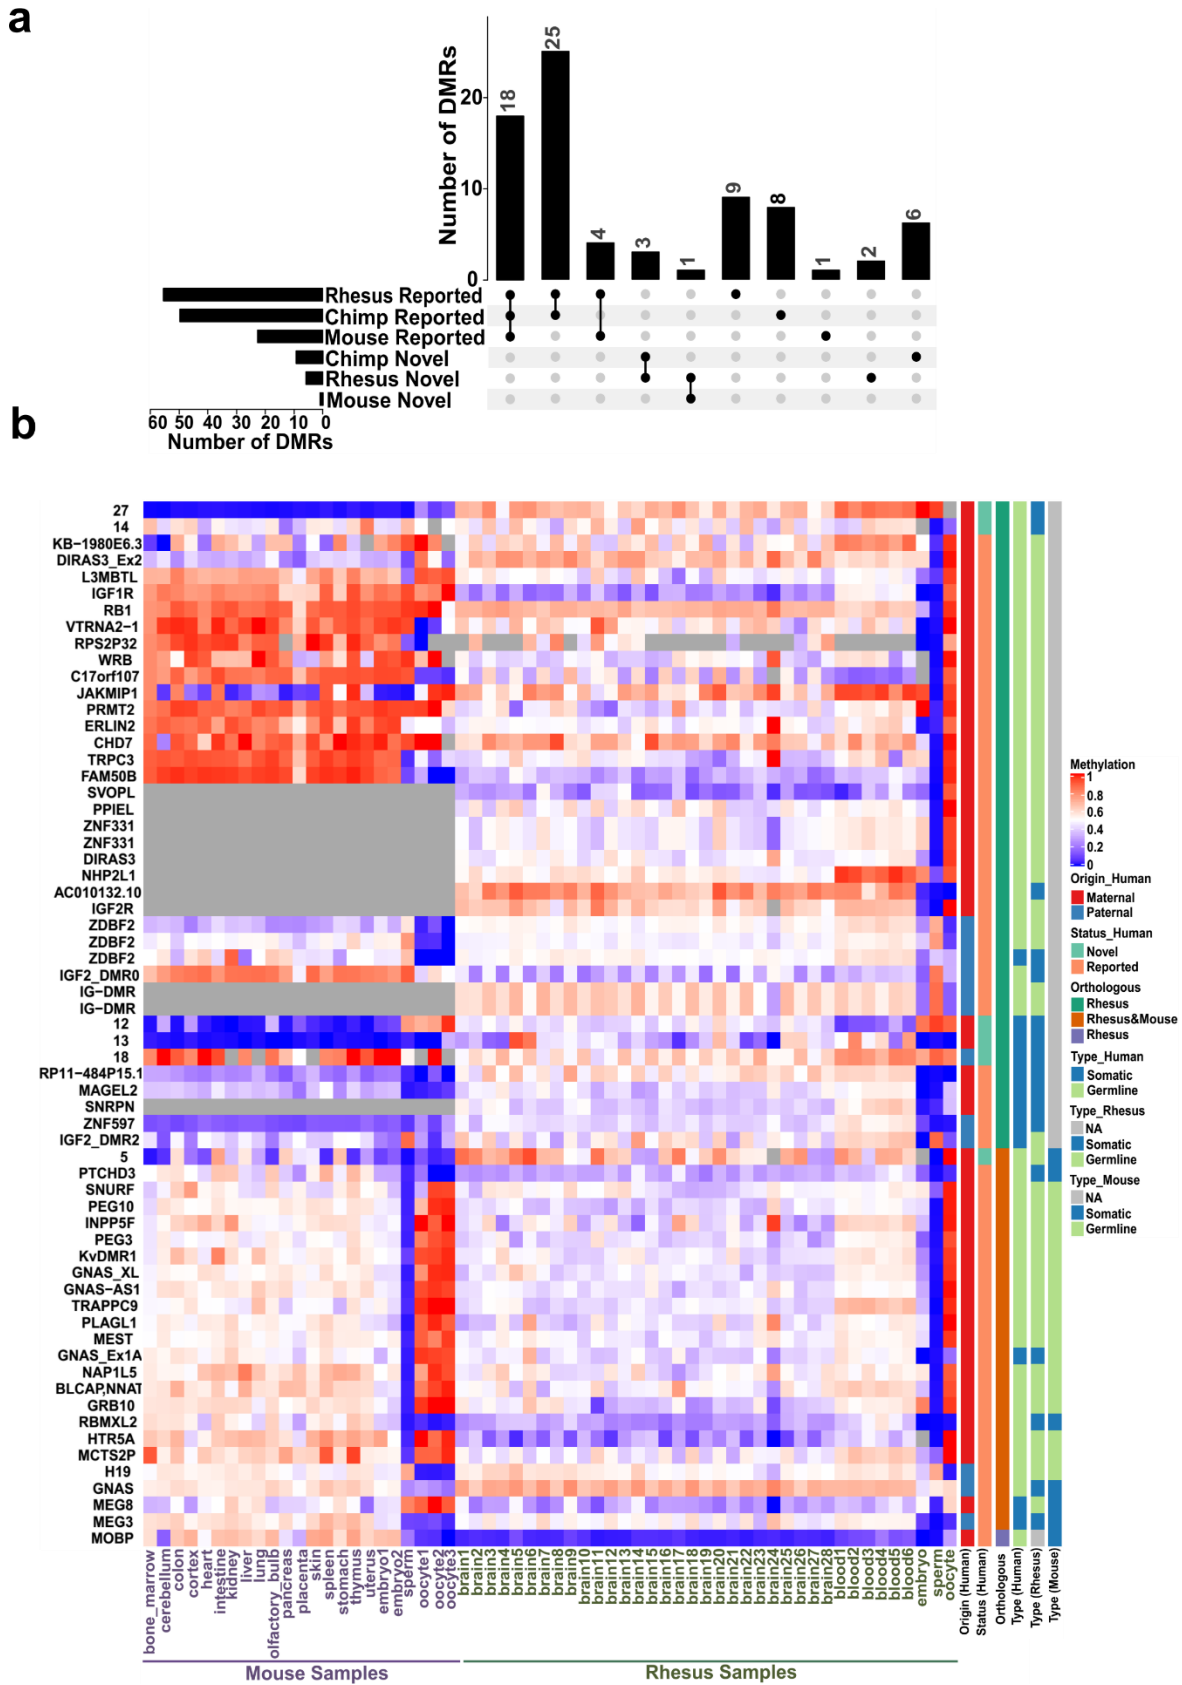 a
Number of DMRs
20
10
0
18
25
4
3
1
9
8
1
2
6
Rhesus Reported
Chimp Reported
Mouse Reported
Chimp Novel
Rhesus Novel
Mouse Novel
60 50 40 30 20 10 0
Number of DMRs
b
27
14
KB−1980E6.3
DIRAS3_Ex2
L3MBTL
IGF1R
RB1
VTRNA2−1
RPS2P32
WRB
C17orf107
JAKMIP1
PRMT2
ERLIN2
CHD7
TRPC3
FAM50B
SVOPL
PPIEL
ZNF331
ZNF331
DIRAS3
NHP2L1
AC010132.10
IGF2R
ZDBF2
ZDBF2
ZDBF2
IGF2_DMR0
IG−DMR
IG−DMR
12
13
18
RP11−484P15.1
MAGEL2
SNRPN
ZNF597
IGF2_DMR2
5
PTCHD3
SNURF
PEG10
INPP5F
PEG3
KvDMR1
GNAS_XL
GNAS−AS1
TRAPPC9
PLAGL1
MEST
GNAS_Ex1A
NAP1L5
BLCAP,NNAT
GRB10
RBMXL2
HTR5A
MCTS2P
H19
GNAS
MEG8
MEG3
MOBP
bone_marrow
cerebellum
colon
cortex
heart
intestine
kidney
liver
lung
olfactory_bulb
pancreas
placenta
skin
spleen
stomach
thymus
uterus
embryo1
embryo2
sperm
oocyte1
oocyte2
oocyte3
brain1
brain2
brain3
brain4
brain5
brain6
brain7
brain8
brain9
brain10
brain11
brain12
brain13
brain14
brain15
brain16
brain17
brain18
brain19
brain20
brain21
brain22
brain23
brain24
brain25
brain26
brain27
brain28
blood1
blood2
blood3
blood4
blood5
blood6
embryo
sperm
oocyte
Origin (Human)
Status (Human)
Orthologous
Type (Human)
Type (Rhesus)
Type (Mouse)
Mouse Samples
Rhesus Samples
Methylation
1
0.8
0.6
0.4
0.2
0
Origin_Human
Maternal
Paternal
Status_Human
Novel
Reported
Orthologous
Rhesus
Rhesus&Mouse
Rhesus
Type_Human
Somatic
Germline
Type_Rhesus
NA
Somatic
Germline
Type_Mouse
NA
Somatic
Germline